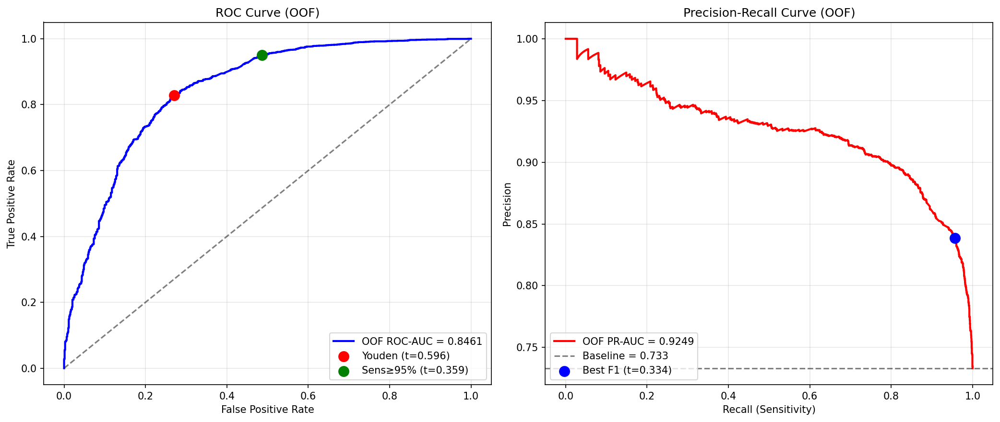 ROC Curve (OOF)
1.0
0.8
0.6
0.4
0.2
0.0
True Positive Rate
0.0 0.2 0.4 0.6 0.8 1.0
False Positive Rate
OOF ROC-AUC = 0.8461
Youden (t=0.596)
Sens≥95% (t=0.359)
Precision-Recall Curve (OOF)
1.00
0.95
0.90
0.85
0.80
0.75
Precision
0.0 0.2 0.4 0.6 0.8 1.0
Recall (Sensitivity)
OOF PR-AUC = 0.9249
Baseline = 0.733
Best F1 (t=0.334)